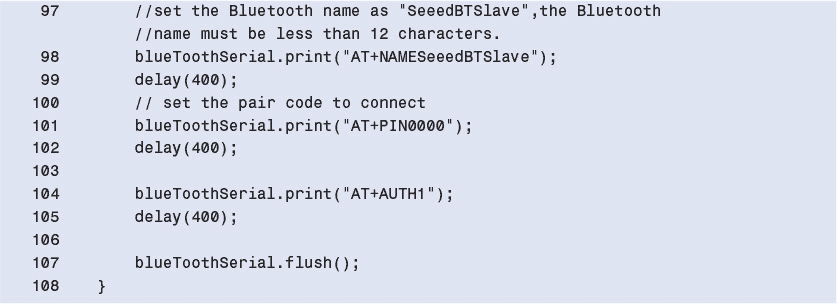 97 //set the Bluetooth name as "SeeedBTSlave",the Bluetooth
//name must be less than 12 characters.
98 blueToothSerial.print("AT+NAMESeeedBTSlave");
99 delay(400);
100 // set the pair code to connect
101 blueToothSerial.print("AT+PIN0000");
102 delay(400);
103
104 blueToothSerial.print("AT+AUTH1");
105 delay(400);
106
107 blueToothSerial.flush();
108 }